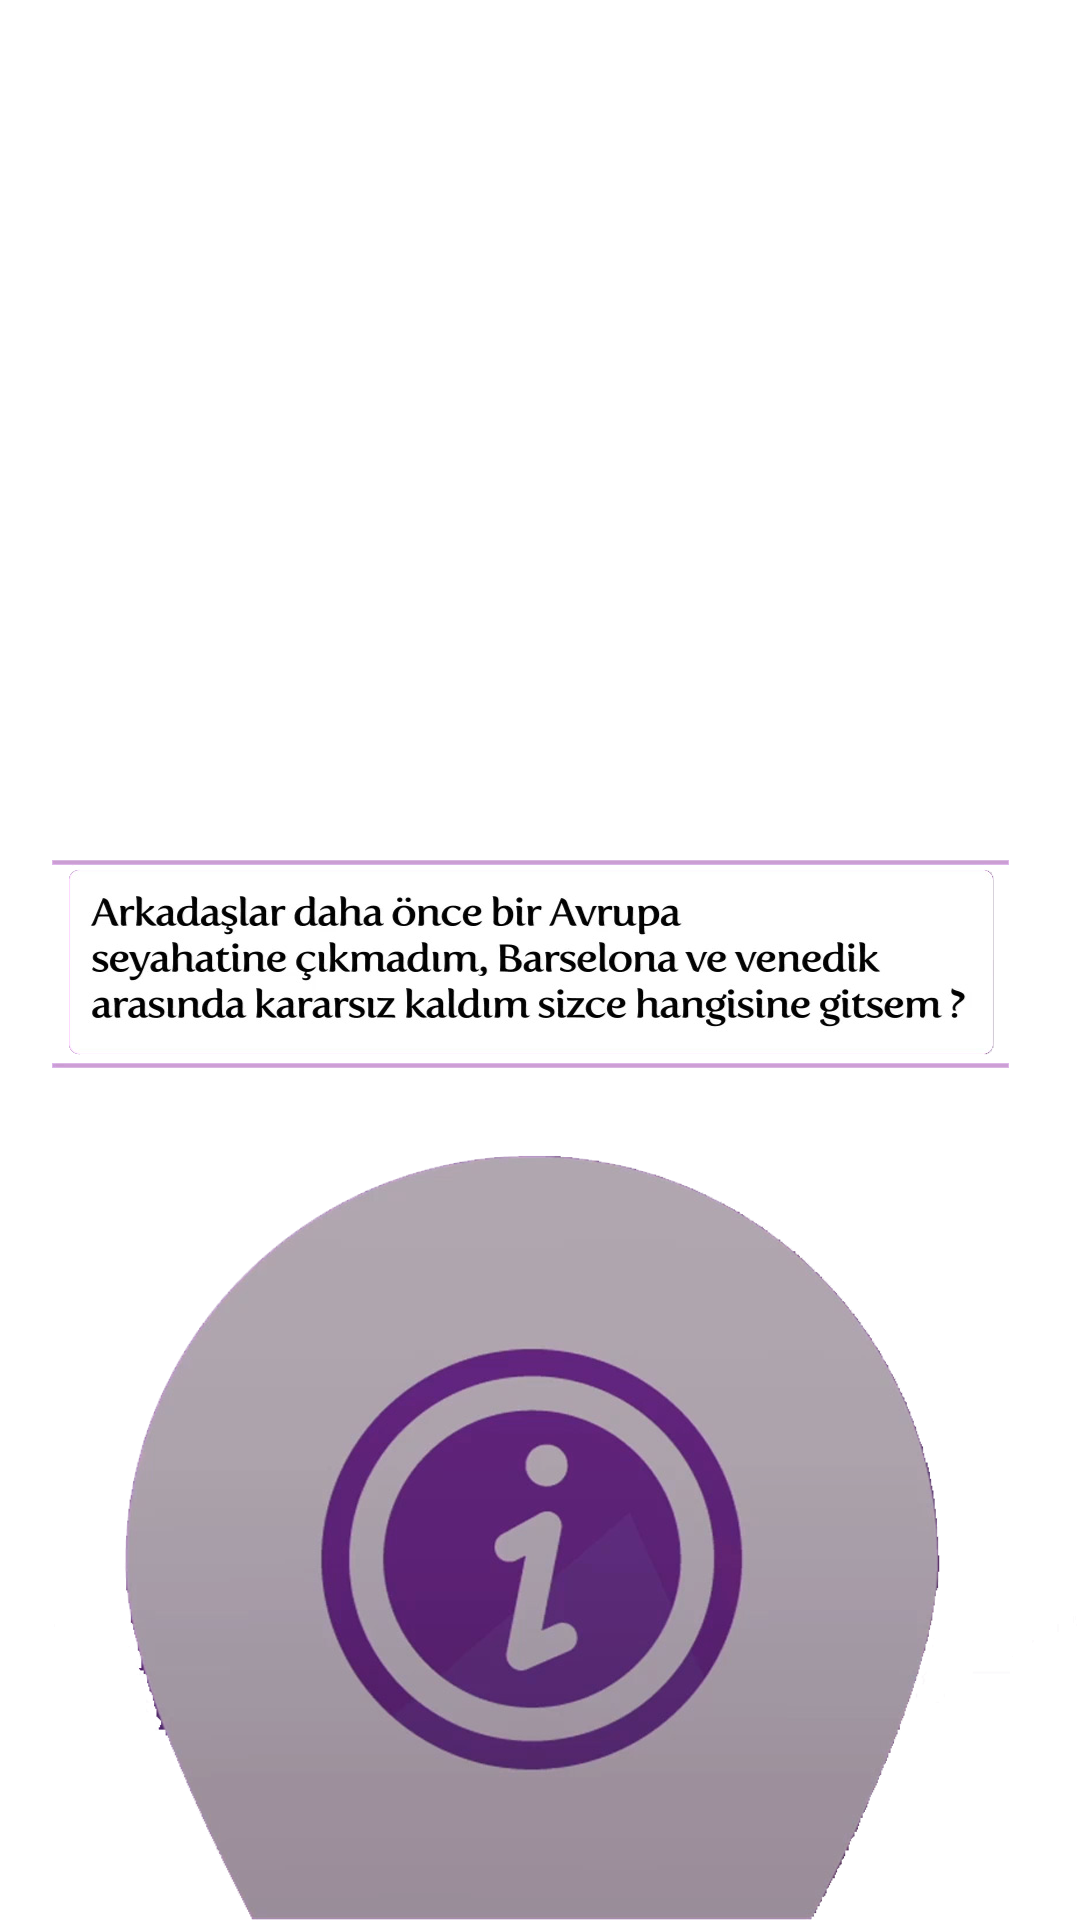 Arkadaşlar daha önce bir Avrupa
seyahatine çıkmadım, Barselona ve venedik
arasında kararsız kaldım sizce hangisine gitsem ?